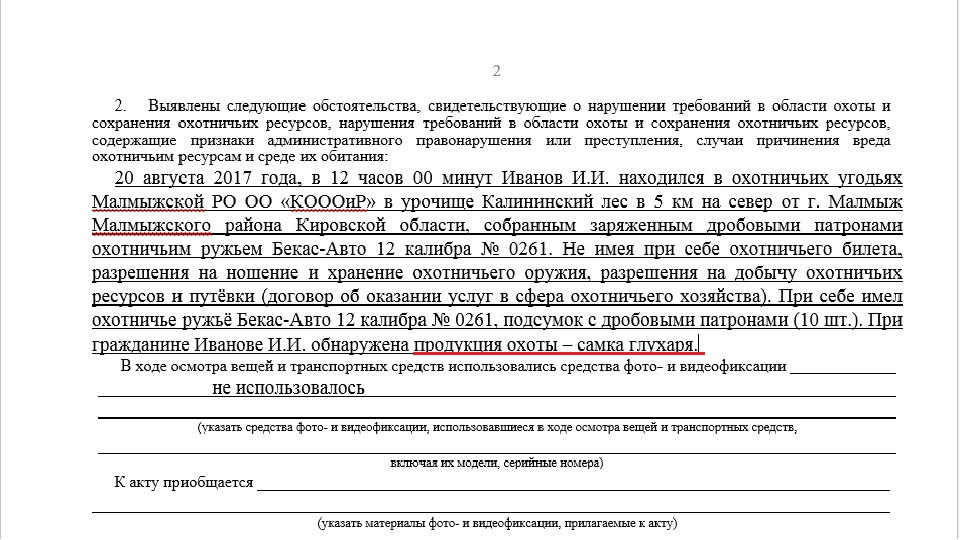 2
2. Выявлены следующие обстоятельства, свидетельствующие о нарушении требований в области охоты и
сохранения охотничьих ресурсов, нарушения требований в области охоты и сохранения охотничьих ресурсов,
содержащие признаки административного правонарушения или преступления, случаи причинения вреда
охотничьим ресурсам и среде их обитания:
20 августа 2017 года, в 12 часов 00 минут Иванов И.И. находился в охотничьих угодьях
Малмыжской РО ОО «КОООиР» в урочище Калининский лес в 5 км на север от г. Малмыж
Малмыжского района Кировской области, собранным заряженным дробовыми патронами
охотничьим ружьем Бекас-Авто 12 калибра № 0261. Не имея при себе охотничьего билета,
разрешения на ношение и хранение охотничьего оружия, разрешения на добычу охотничьих
ресурсов и путёвки (договор об оказании услуг в сфера охотничьего хозяйства). При себе имел
охотничье ружьё Бекас-Авто 12 калибра № 0261, подсумок с дробовыми патронами (10 шт.). При
гражданине Иванове И.И. обнаружена продукция охоты – самка глухаря.
В ходе осмотра вещей и транспортных средств использовались средства фото- и видеофиксации
не использовалось
(указать средства фото- и видеофиксации, использовавшиеся в ходе осмотра вещей и транспортных средств,
включая их модели, серийные номера)
К акту приобщается
(указать материалы фото- и видеофиксации, прилагаемые к акту)